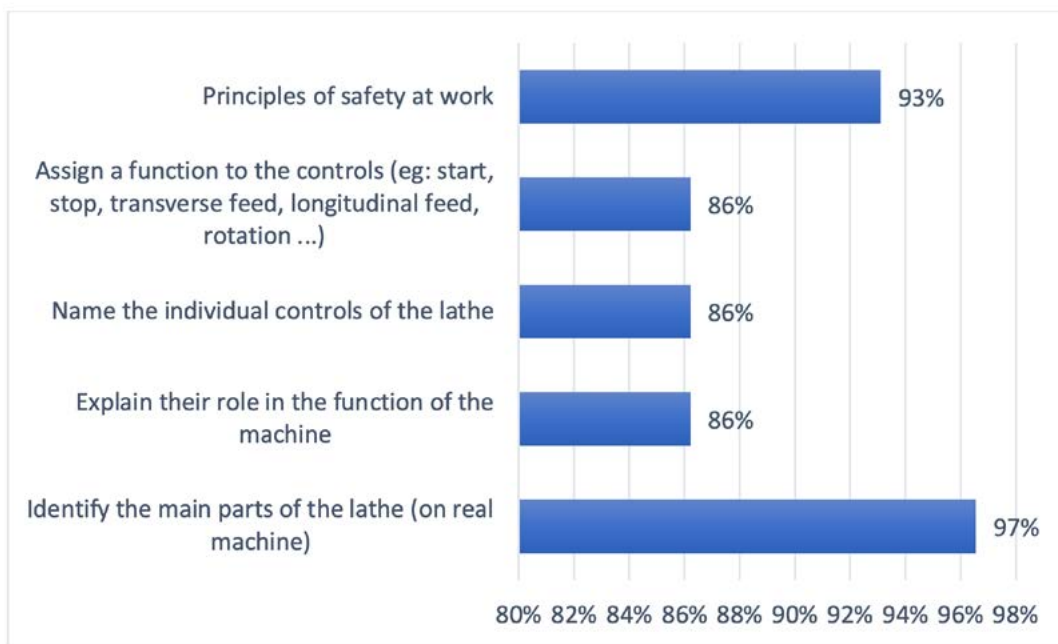 Principles of safety at work
93%
Assign a function to the controls (eg: start,
stop, transverse feed, longitudinal feed,
rotation ...)
86%
Name the individual controls of the lathe
86%
Explain their role in the function of the
machine
86%
Identify the main parts of the lathe (on real
machine)
97%
80% 82% 84% 86% 88% 90% 92% 94% 96% 98%